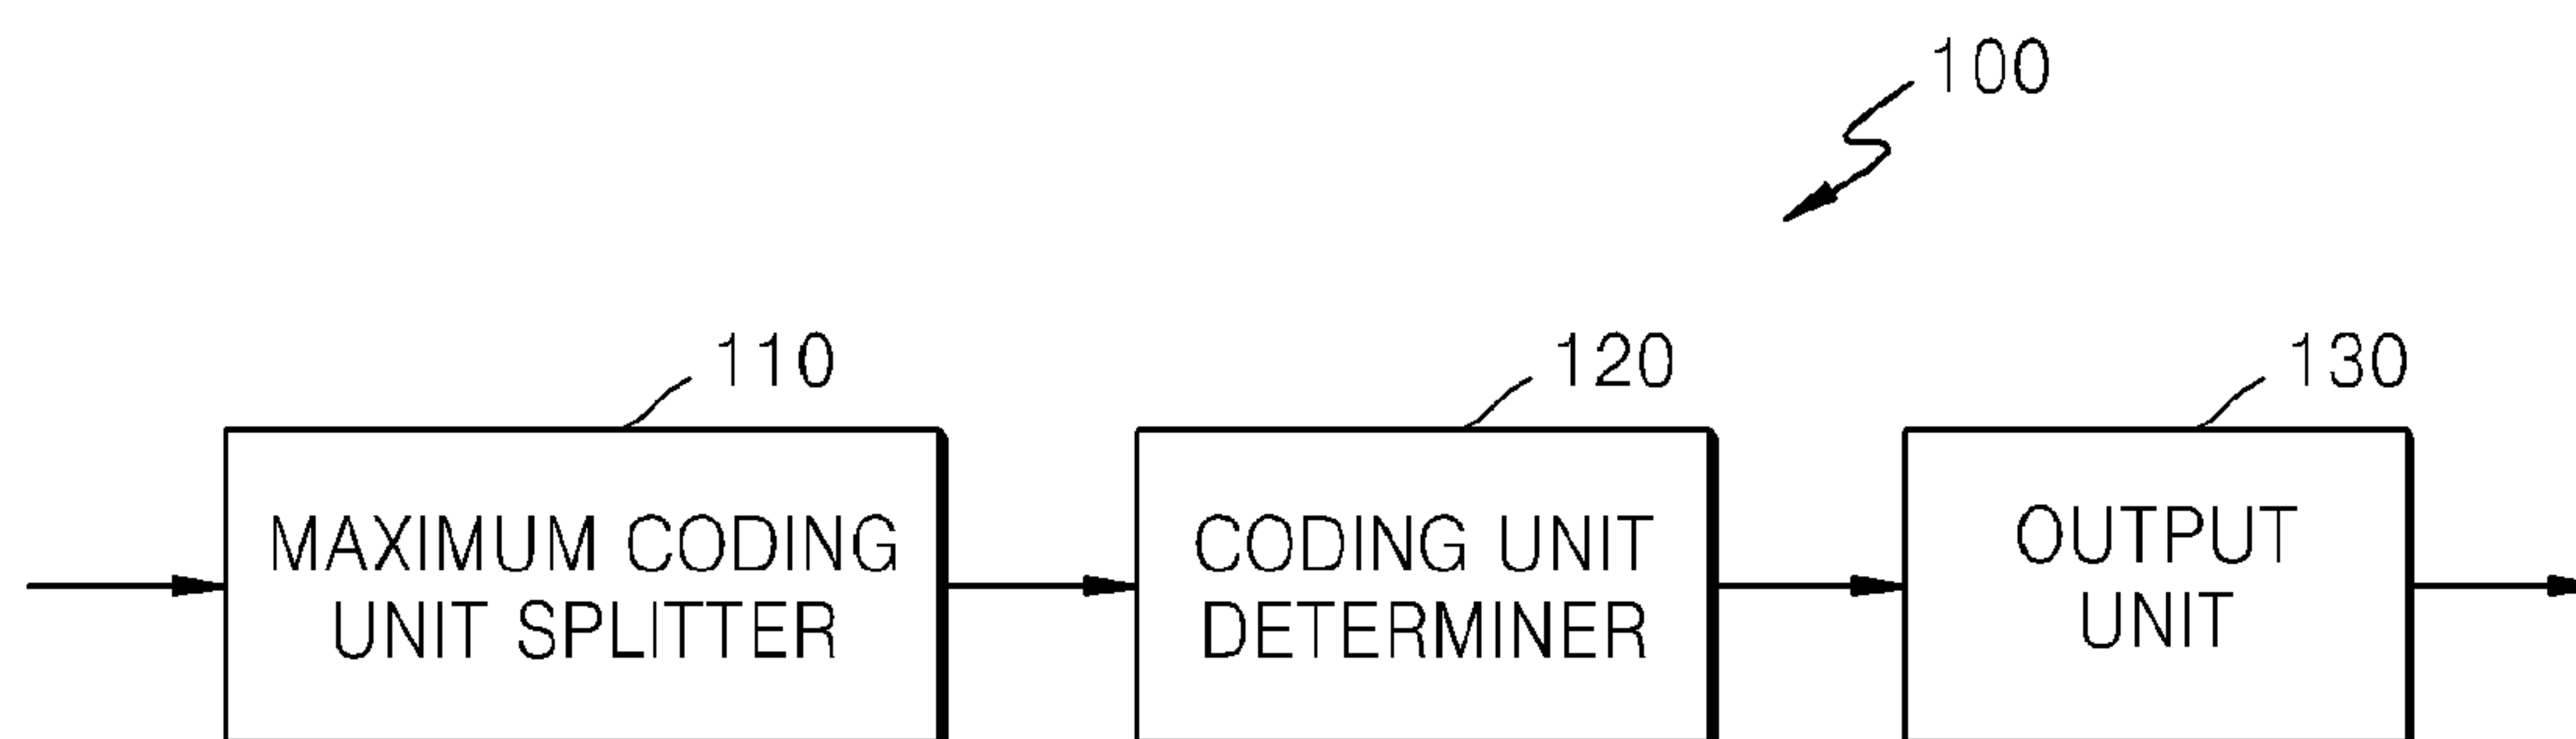 100
110
120
130
MAXIMUM CODING
UNIT SPLITTER
CODING UNIT
DETERMINER
OUTPUT
UNIT